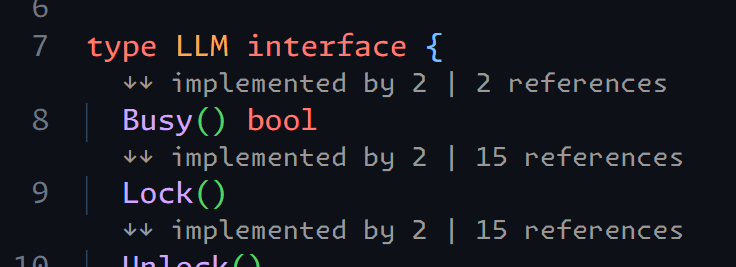 6
7 type LLM interface {
↓↓ implemented by 2 | 2 references
8 Busy() bool
↓↓ implemented by 2 | 15 references
9 Lock()
↓↓ implemented by 2 | 15 references
10 Unlock()